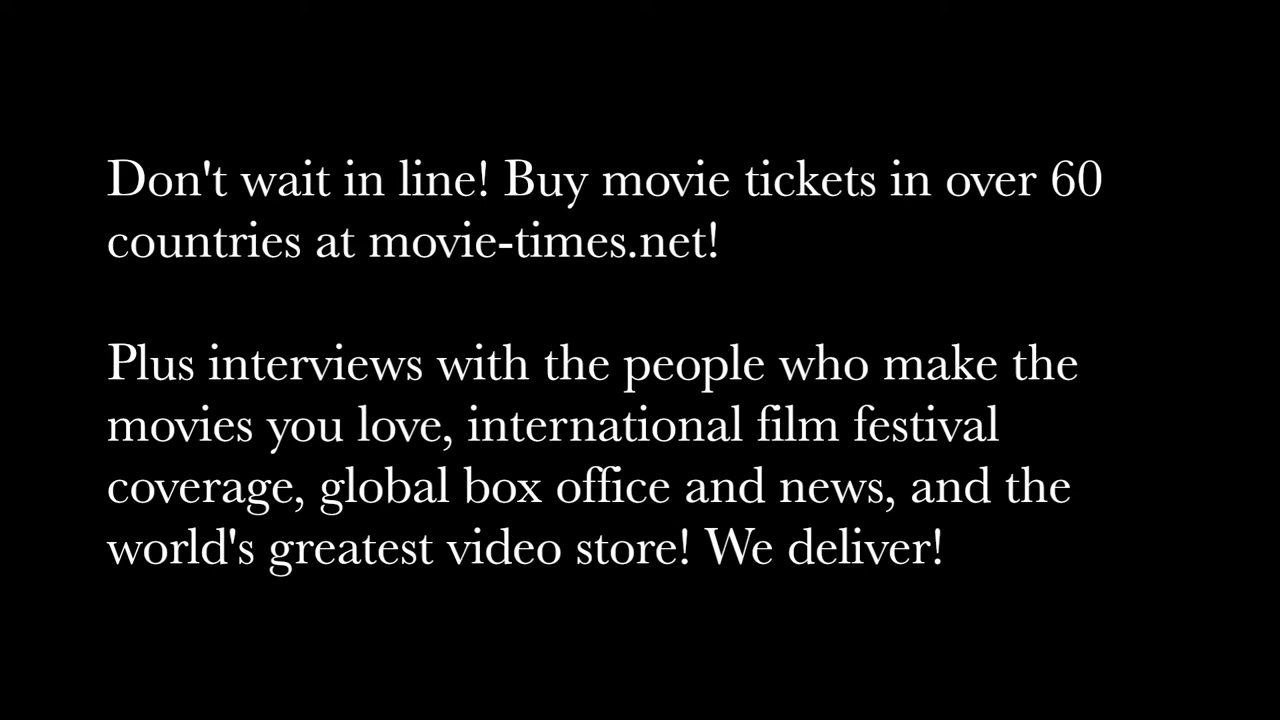 Don't wait in line! Buy movie tickets in over 60
countries at movie-times.net!
Plus interviews with the people who make the
movies you love, international film festival
coverage, global box office and news, and the
world's greatest video store! We deliver!